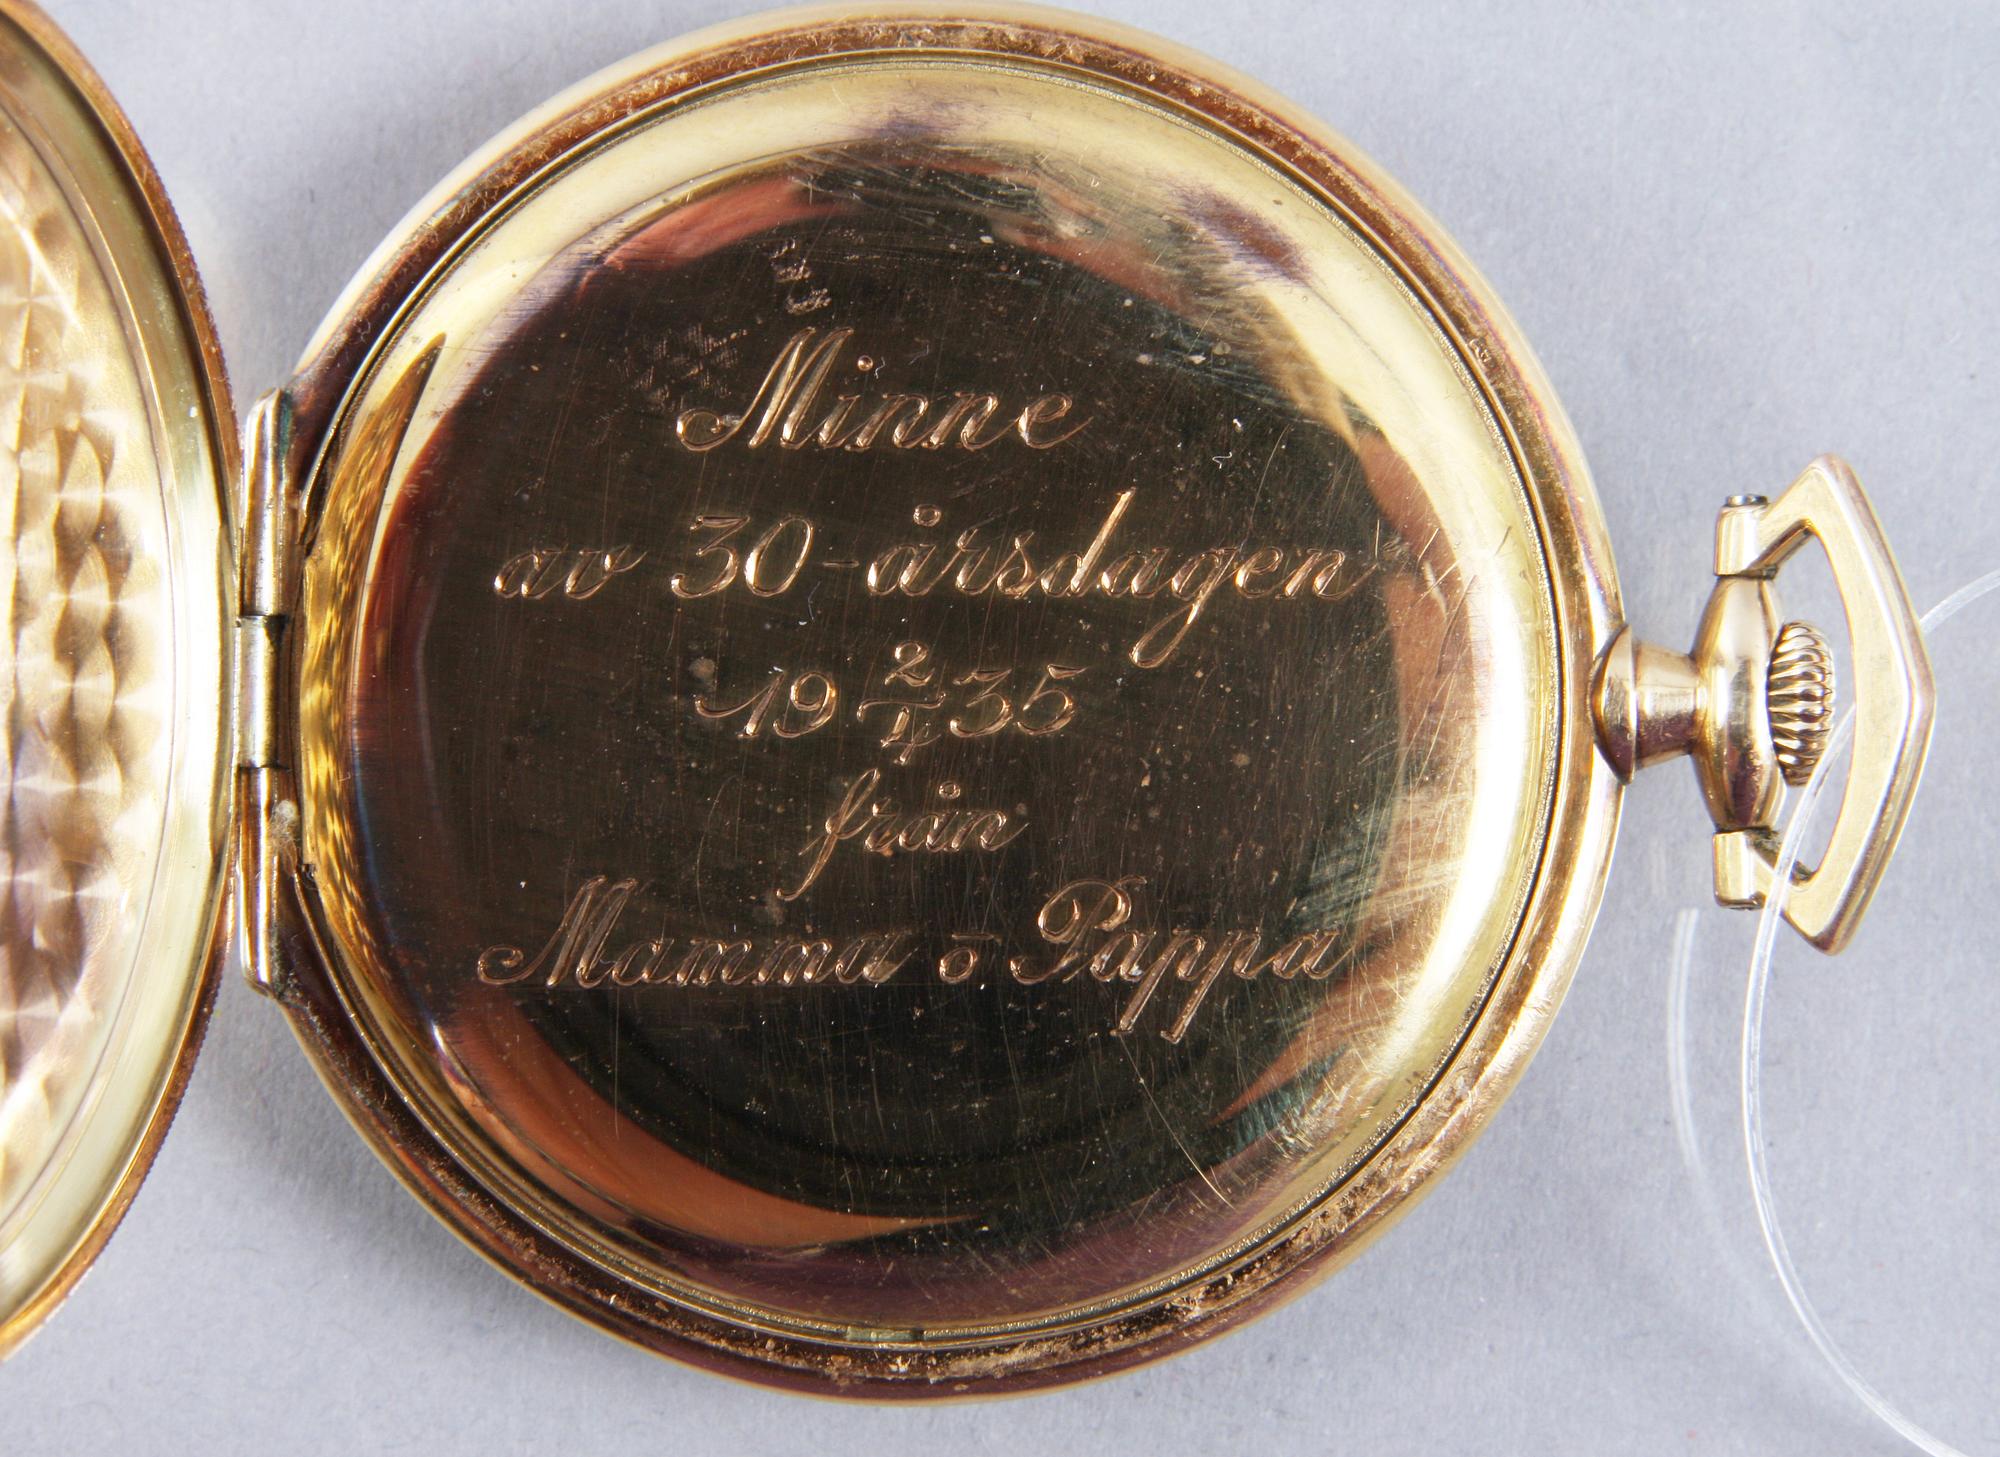 Minne
av 30-årsdagen
19 2/4 35
från
Mamma o Pappa